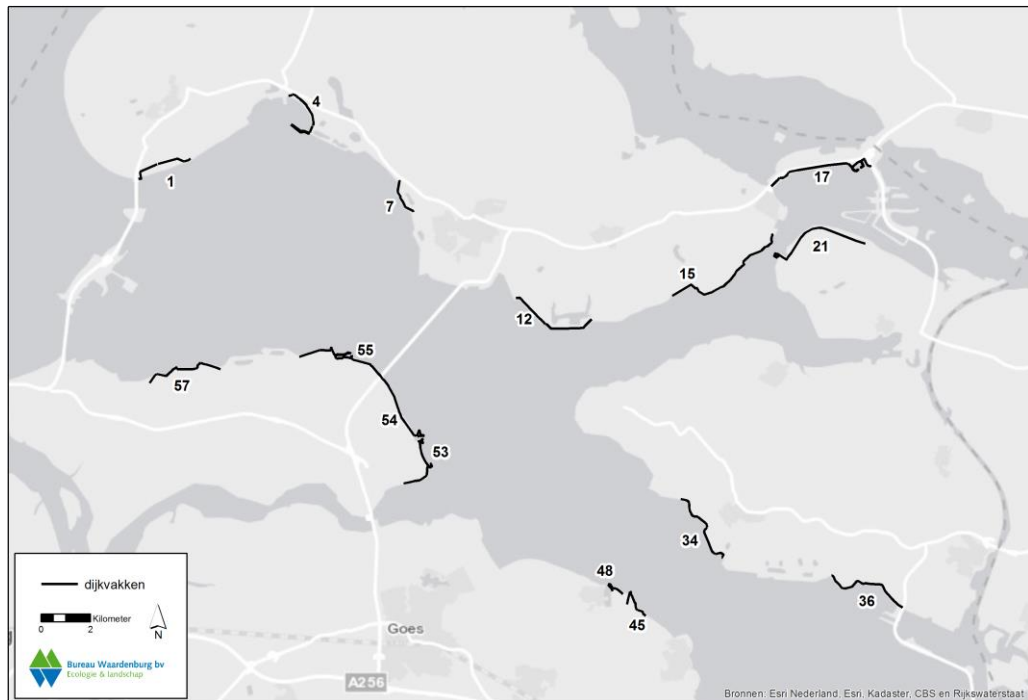 4
1
17
7
21
15
12
55
57
54
53
34
48
36
45
dijkvakken
Kilometer
0 2
N
Bureau Waardenburg bv
Ecologie & landschap
Goes
A256
Bronnen: Esri Nederland, Esri, Kadaster, CBS en Rijkswaterstaat